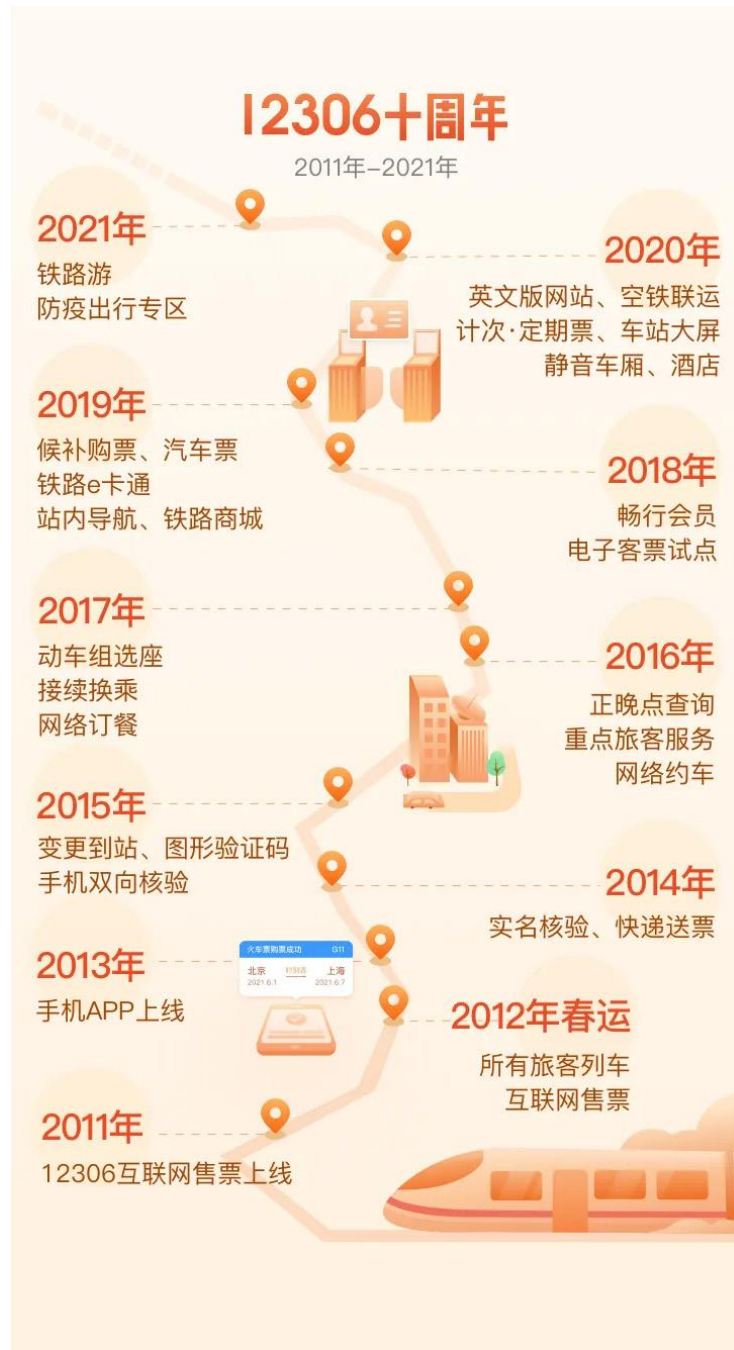 12306十周年
2011年-2021年
2021年
铁路游
防疫出行专区
2020年
英文版网站、空铁联运
计次·定期票、车站大屏
静音车厢、酒店
2019年
候补购票、汽车票
铁路e卡通
站内导航、铁路商城
2018年
畅行会员
电子客票试点
2017年
动车组选座
接续换乘
网络订餐
2016年
正晚点查询
重点旅客服务
网络约车
2015年
变更到站、图形验证码
手机双向核验
2014年
实名核验、快递送票
2013年
手机APP上线
火车票购票成功 G11
北京 上海
2021.6.1 2021.6.7
2012年春运
所有旅客列车
互联网售票
2011年
12306互联网售票上线